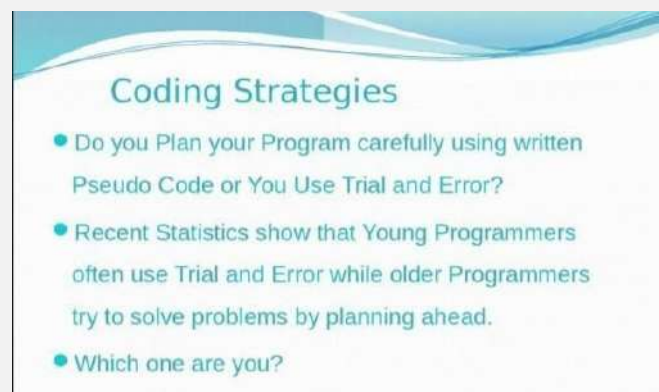 Coding Strategies
Do you Plan your Program carefully using written
Pseudo Code or You Use Trial and Error?
Recent Statistics show that Young Programmers
often use Trial and Error while older Programmers
try to solve problems by planning ahead.
Which one are you?